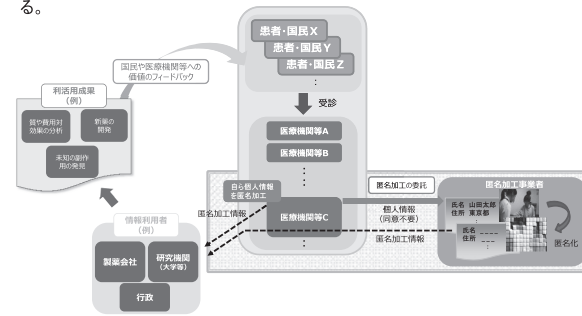 る。
患者・国民X
患者・国民Y
患者・国民Z
：
国民や医療機関等への
価値のフィードバック
受診
利活用成果
（例）
質や費用対
効果の分析
新薬の
開発
未知の副作
用の発見
医療機関等A
医療機関等B
：
：
自ら個人情報
を匿名加工
匿名加工の委託
匿名加工事業者
氏名 山田太郎
住所 東京都
：
医療機関等C
個人情報
（同意不要）
匿名加工情報
匿名加工情報
氏名 ____
住所 ___
：
匿名化
：
情報利用者
（例）
製薬会社
研究機関
（大学等）
行政